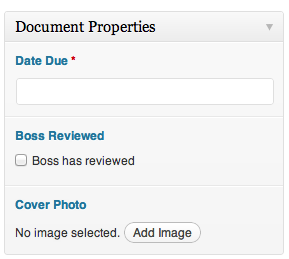 Document Properties
Date Due *
Boss Reviewed
Boss has reviewed
Cover Photo
No image selected. Add Image